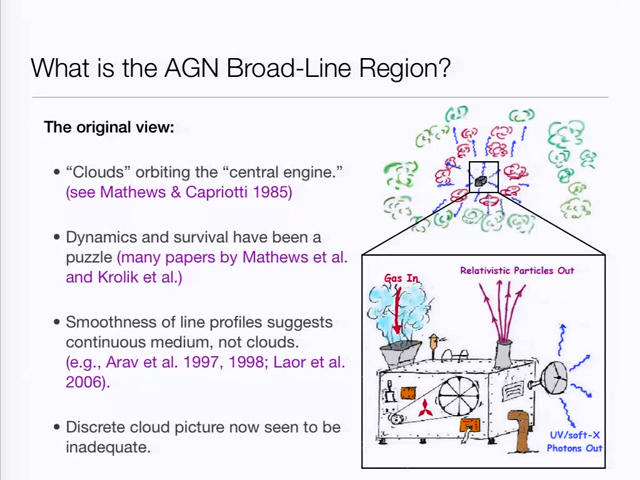 What is the AGN Broad-Line Region?
The original view:
• “Clouds” orbiting the “central engine.”
(see Mathews & Capriotti 1985)
• Dynamics and survival have been a
puzzle (many papers by Mathews et al.
and Krolik et al.)
• Smoothness of line profiles suggests
continuous medium, not clouds.
(e.g., Arav et al. 1997, 1998; Laor et al.
2006).
• Discrete cloud picture now seen to be
inadequate.
Gas In
Relativistic Particles Out
UV/soft-X
Photons Out